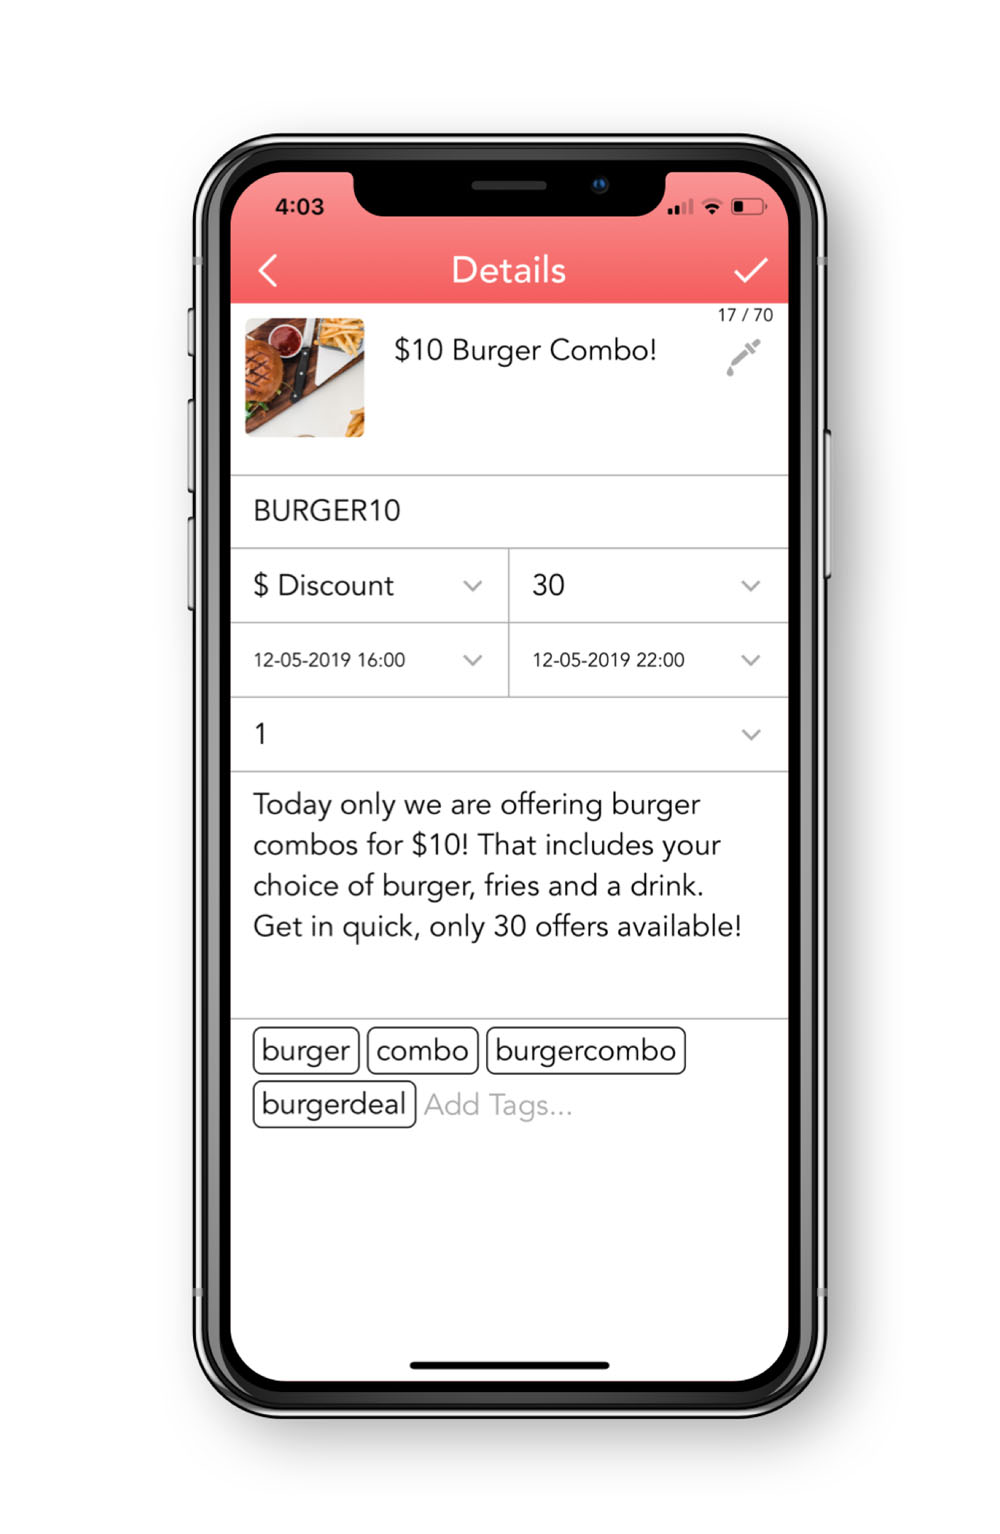 4:03
Details
17 / 70
$10 Burger Combo!
BURGER10
$ Discount
30
12-05-2019 16:00
12-05-2019 22:00
1
Today only we are offering burger
combos for $10! That includes your
choice of burger, fries and a drink.
Get in quick, only 30 offers available!
burger combo burgercombo
burgerdeal Add Tags...